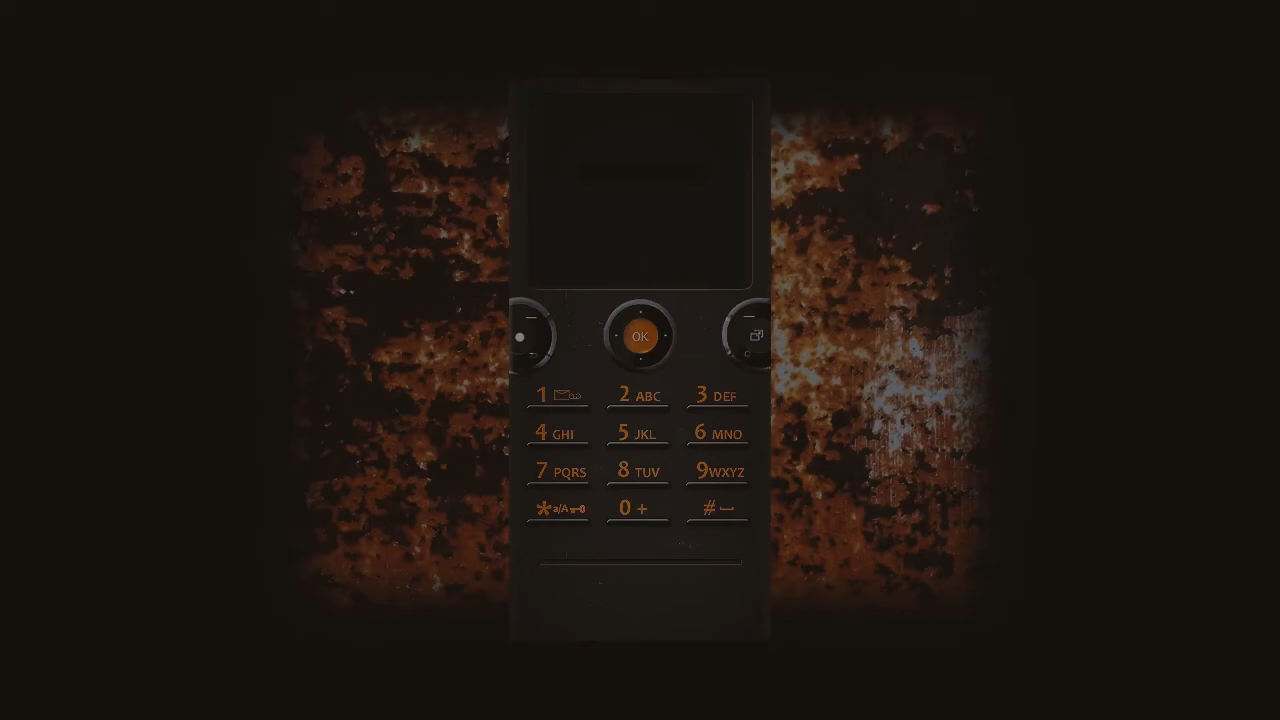 OK
1 2 ABC 3 DEF
4 GHI 5 JKL 6 MNO
7 PQRS 8 TUV 9WXYZ
* a/A 0 + #